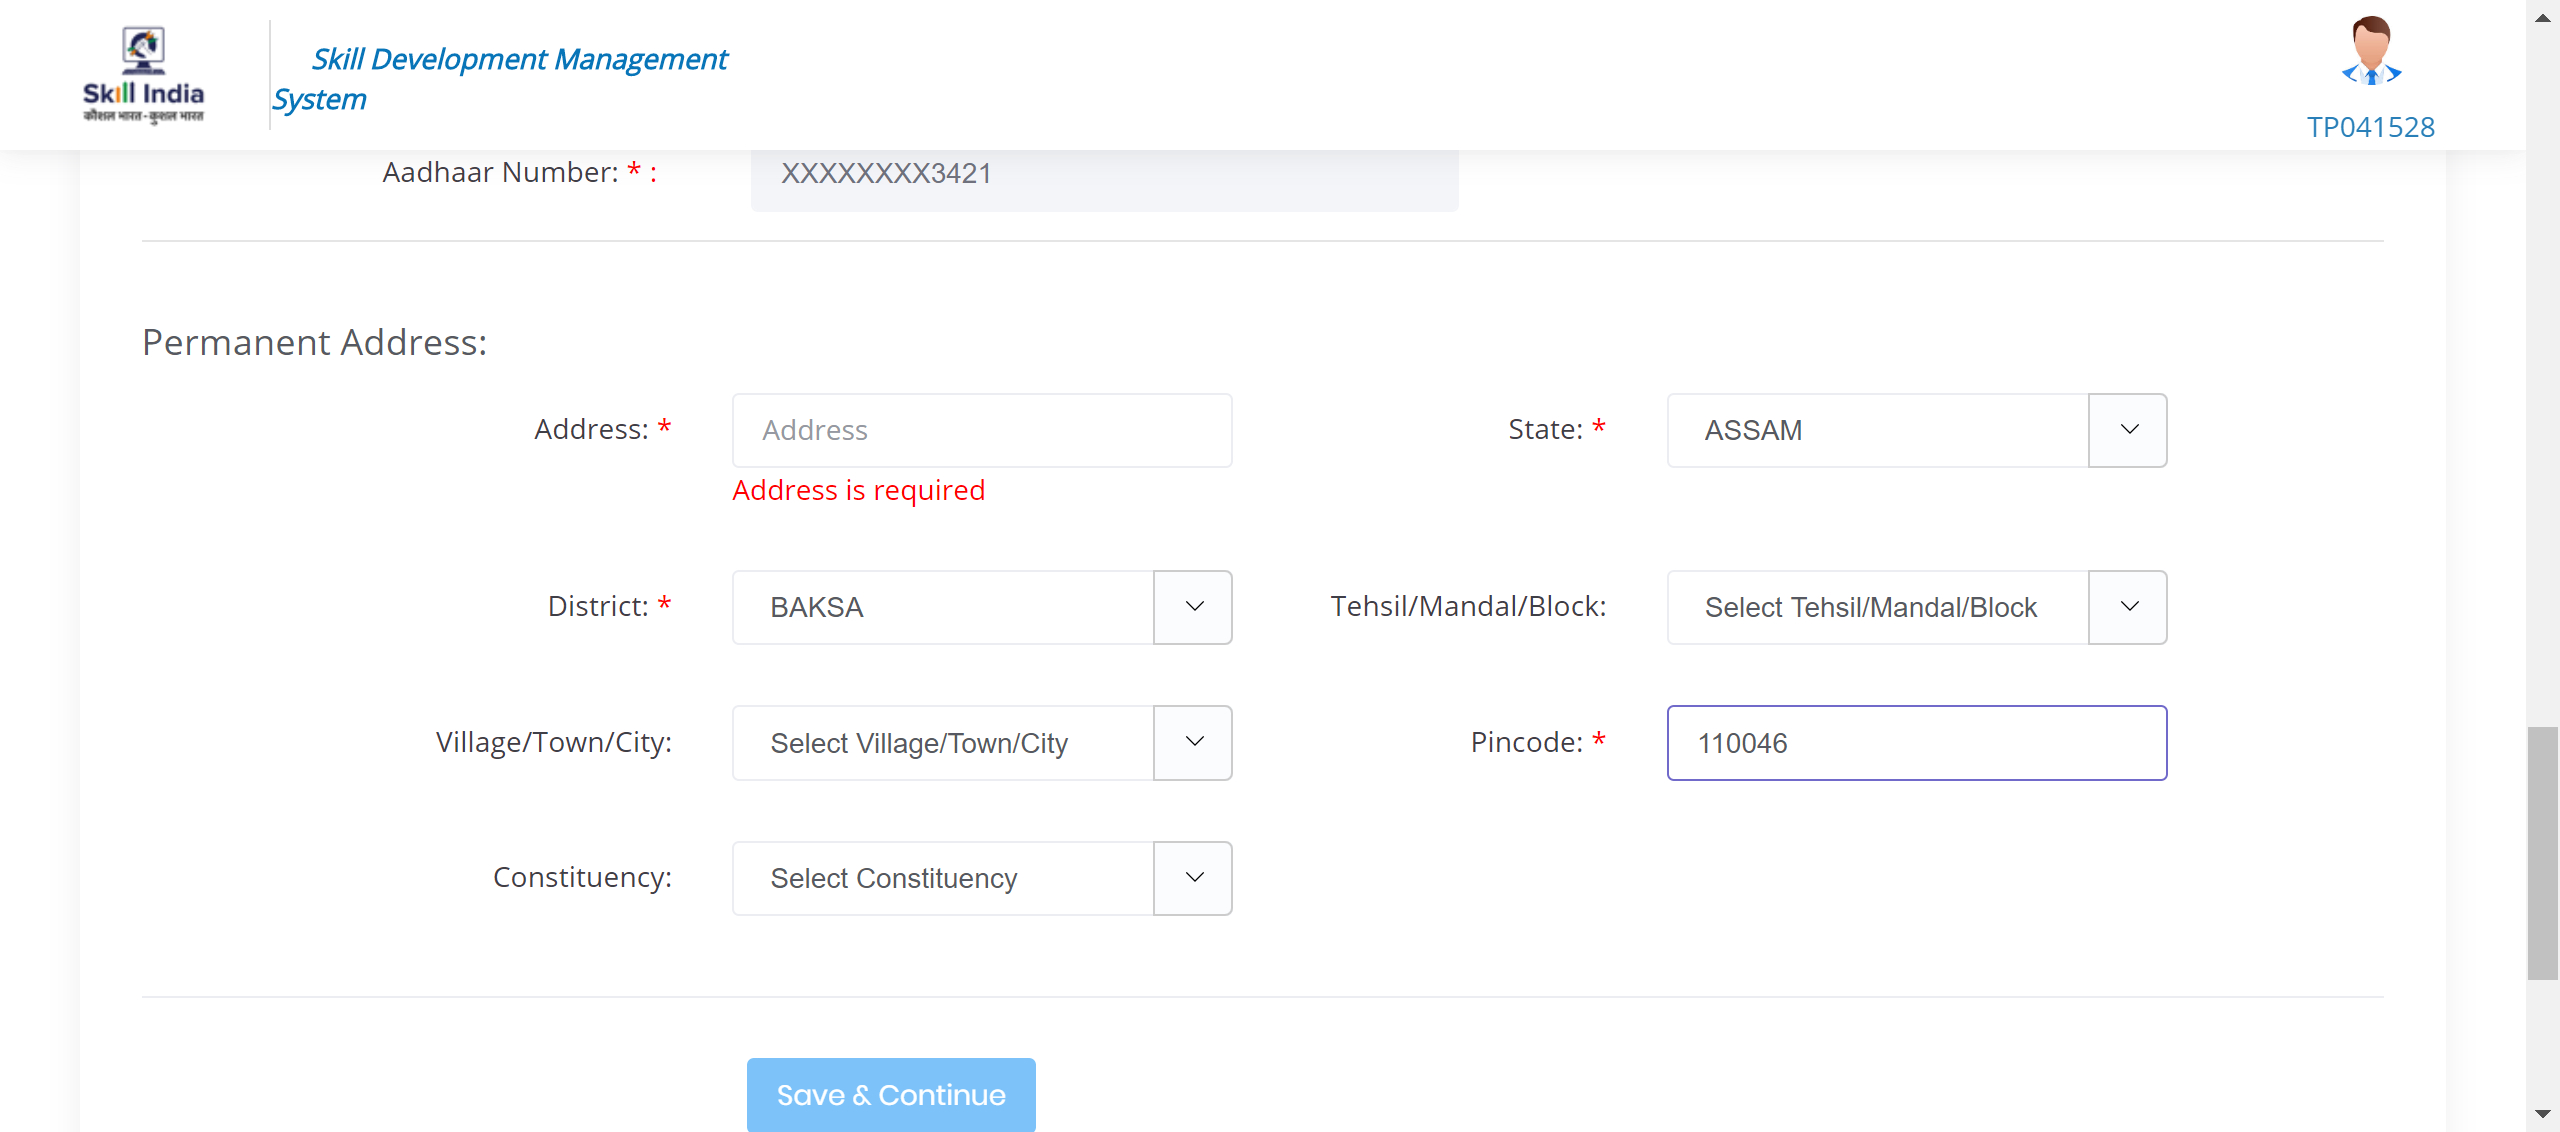 Skill India
कौशल भारत - कुशल भारत
Skill Development Management
System
TP041528
Aadhaar Number: * :
XXXXXXXX3421
Permanent Address:
Address: *
Address
Address is required
State: *
ASSAM
District: *
BAKSA
Tehsil/Mandal/Block:
Select Tehsil/Mandal/Block
Village/Town/City:
Select Village/Town/City
Pincode: *
110046
Constituency:
Select Constituency
Save & Continue